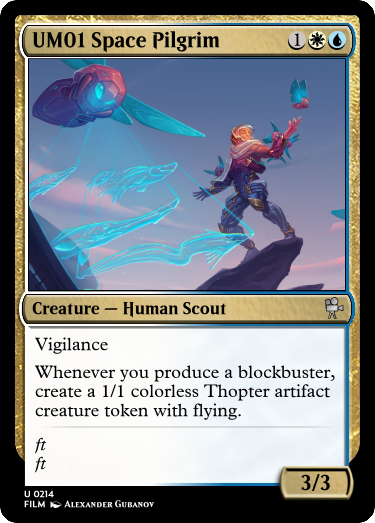 UM01 Space Pilgrim 1
Creature — Human Scout
Vigilance
Whenever you produce a blockbuster,
create a 1/1 colorless Thopter artifact
creature token with flying.
ft
ft
3/3
U 0214
FILM Alexander Gubanov